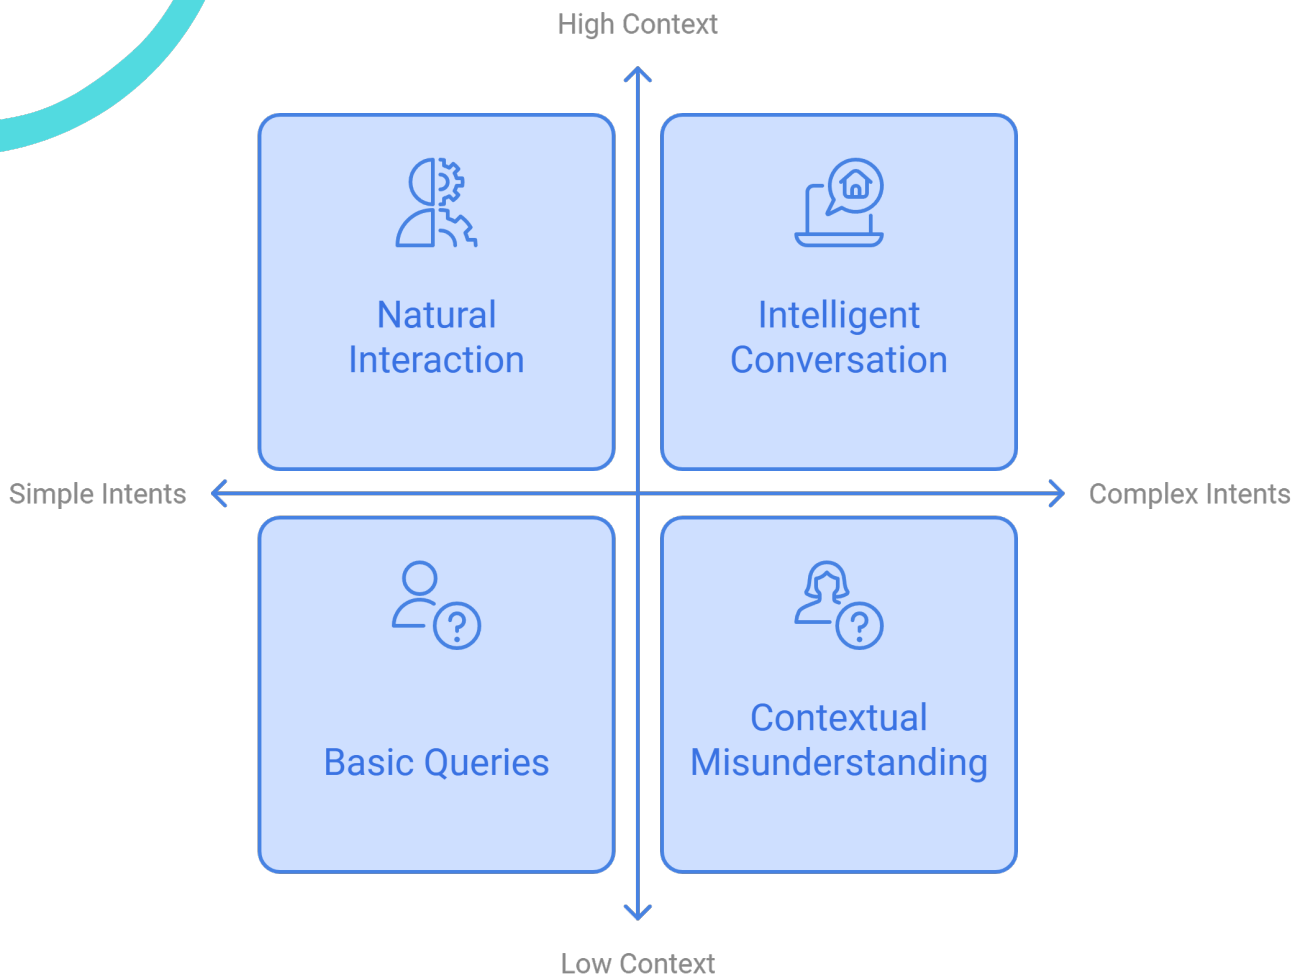 High Context
Natural
Interaction
Intelligent
Conversation
Simple Intents
Complex Intents
?
?
Basic Queries
Contextual
Misunderstanding
Low Context